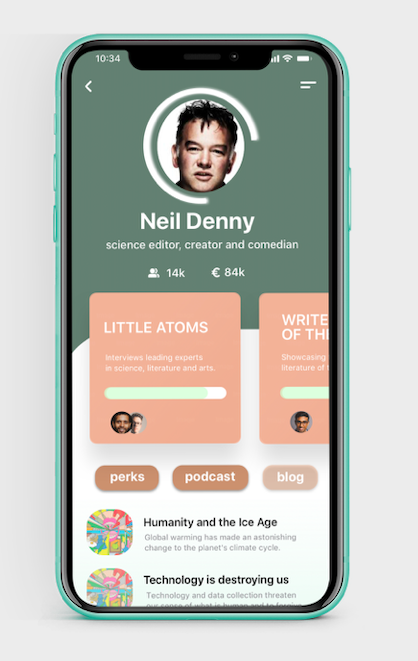 10:34
Neil Denny
science editor, creator and comedian
14k
€ 84k
LITTLE ATOMS
Interviews leading experts
in science, literature and arts.
WRITE
OF TH
Showcasing
literature of
perks
podcast
blog
Humanity and the Ice Age
Global warming has made an astonishing
change to the planet's climate cycle.
Technology is destroying us
Technology and data collection threaten
our sense of what is human and to